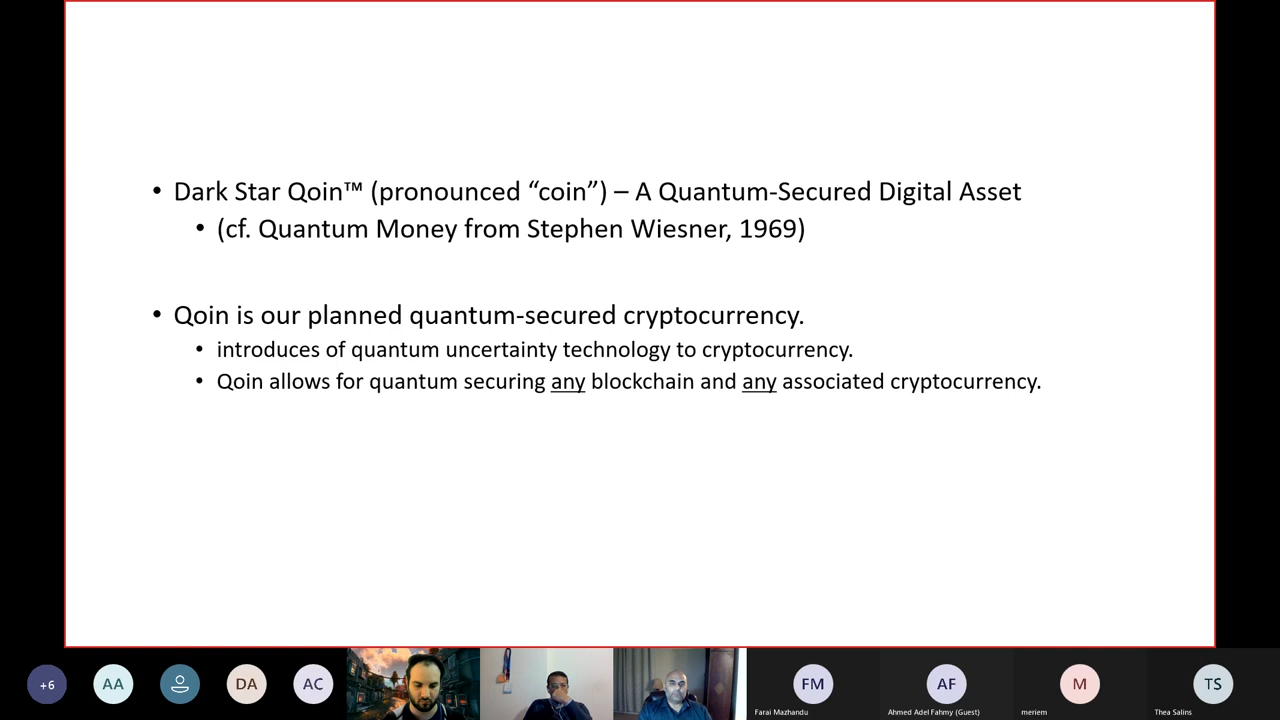 • Dark Star Qoin™ (pronounced “coin”) – A Quantum-Secured Digital Asset
• (cf. Quantum Money from Stephen Wiesner, 1969)
• Qoin is our planned quantum-secured cryptocurrency.
• introduces of quantum uncertainty technology to cryptocurrency.
• Qoin allows for quantum securing any blockchain and any associated cryptocurrency.
+6
AA
DA
AC
FM
AF
M
TS
Farai Mazhandu
Ahmed Adel Fahmy (Guest)
meriem
Thea Salins